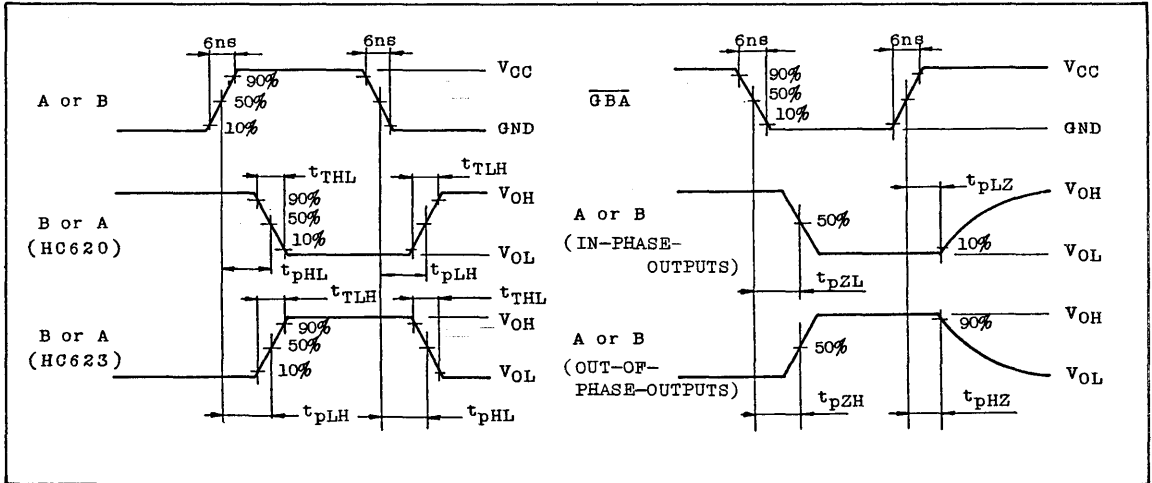 6ns 6ns
A or B
90%
50%
10%
VCC
GND
tTHL tTLH
B or A
(HC620)
90%
50%
10%
VOH
VOL
tpHL tpLH
tTLH tTHL
B or A
(HC623)
90%
50%
10%
VOH
VOL
tpLH tpHL
6ns 6ns
GBA
90%
50%
10%
VCC
GND
tpLZ
A or B
(IN-PHASE-
OUTPUTS)
50%
10%
VOH
VOL
tpZL
A or B
(OUT-OF-
PHASE-OUTPUTS)
50%
90%
VOH
VOL
tpZH tpHZ